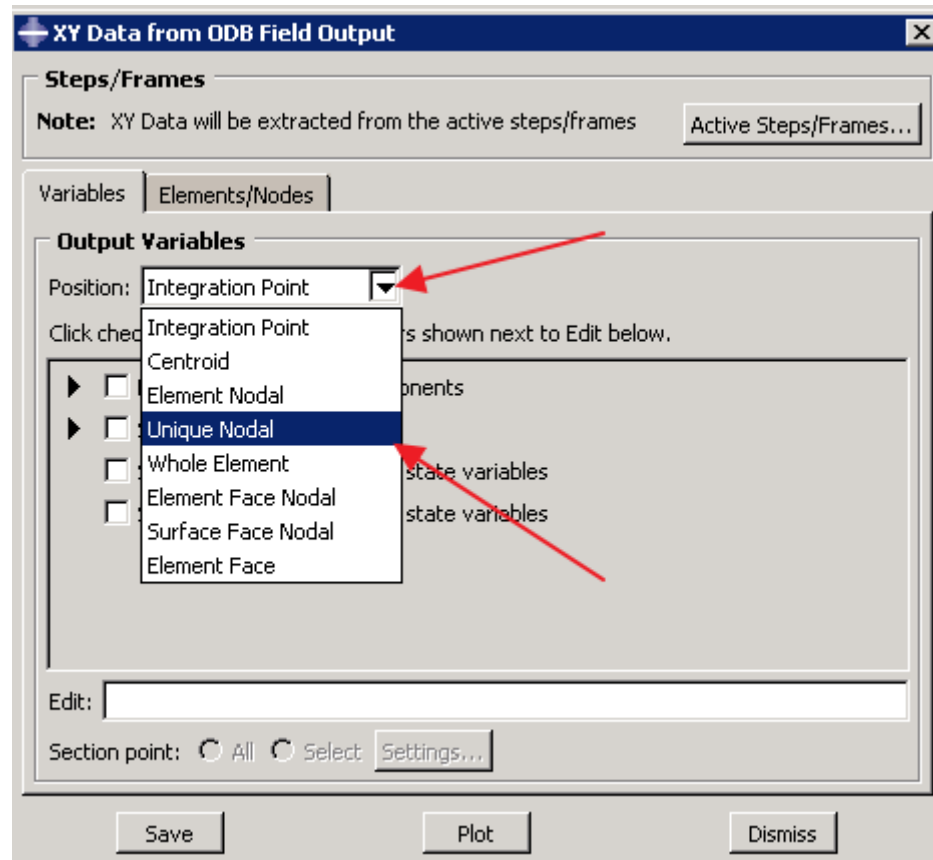 XY Data from ODB Field Output
Steps/Frames
Note: XY Data will be extracted from the active steps/frames
Active Steps/Frames...
Variables
Elements/Nodes
Output Variables
Position: Integration Point
Click s shown next to Edit below.
Integration Point
Centroid
Element Nodal
Unique Nodal
Whole Element
Element Face Nodal
Surface Face Nodal
Element Face
state variables
state variables
Edit:
Section point: All Select Settings...
Save Plot Dismiss